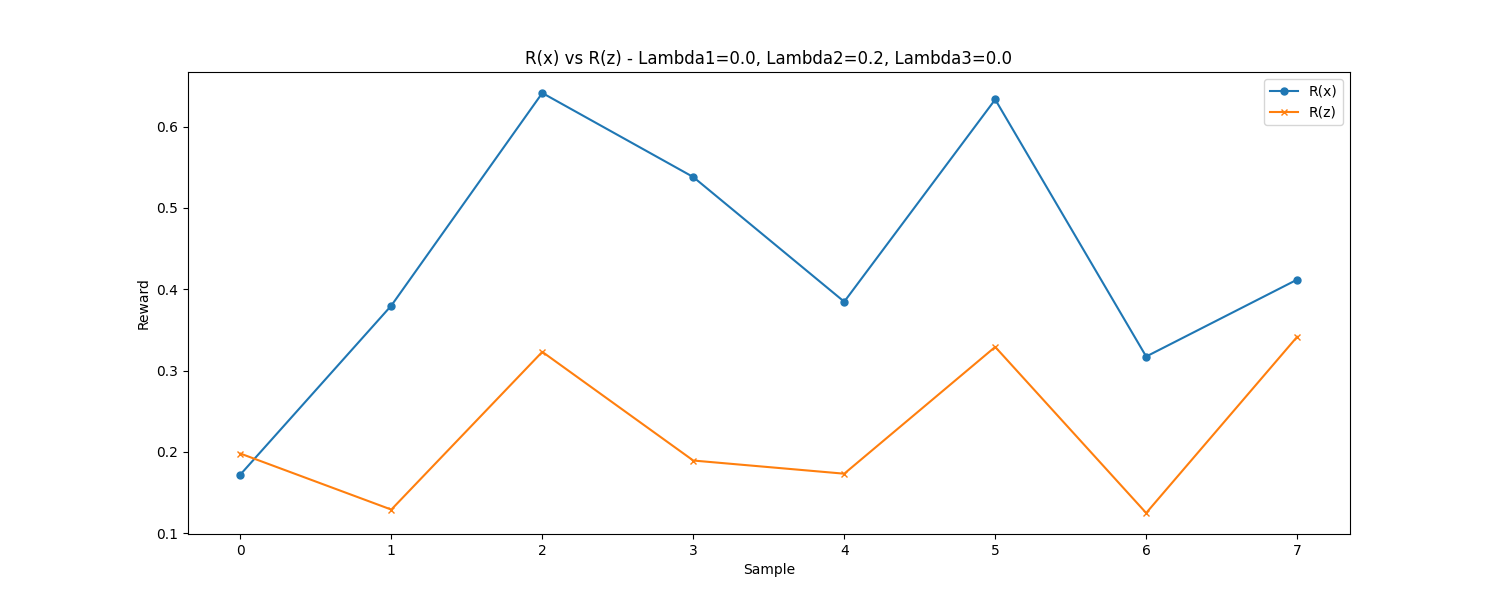 R(x) vs R(z) - Lambda1=0.0, Lambda2=0.2, Lambda3=0.0
R(x)
R(z)
Reward
0.6
0.5
0.4
0.3
0.2
0.1
0 1 2 3 4 5 6 7
Sample